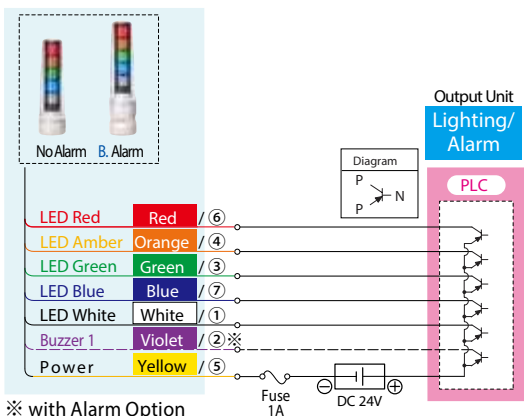 No Alarm B. Alarm
Output Unit
Lighting/
Alarm
Diagram
P
N
P
PLC
LED Red Red /⑥
LED Amber Orange /④
LED Green Green /③
LED Blue Blue /⑦
LED White White /①
Buzzer 1 Violet /②※
Power Yellow /⑤
Fuse
1A
⊖ DC 24V ⊕
※ with Alarm Option